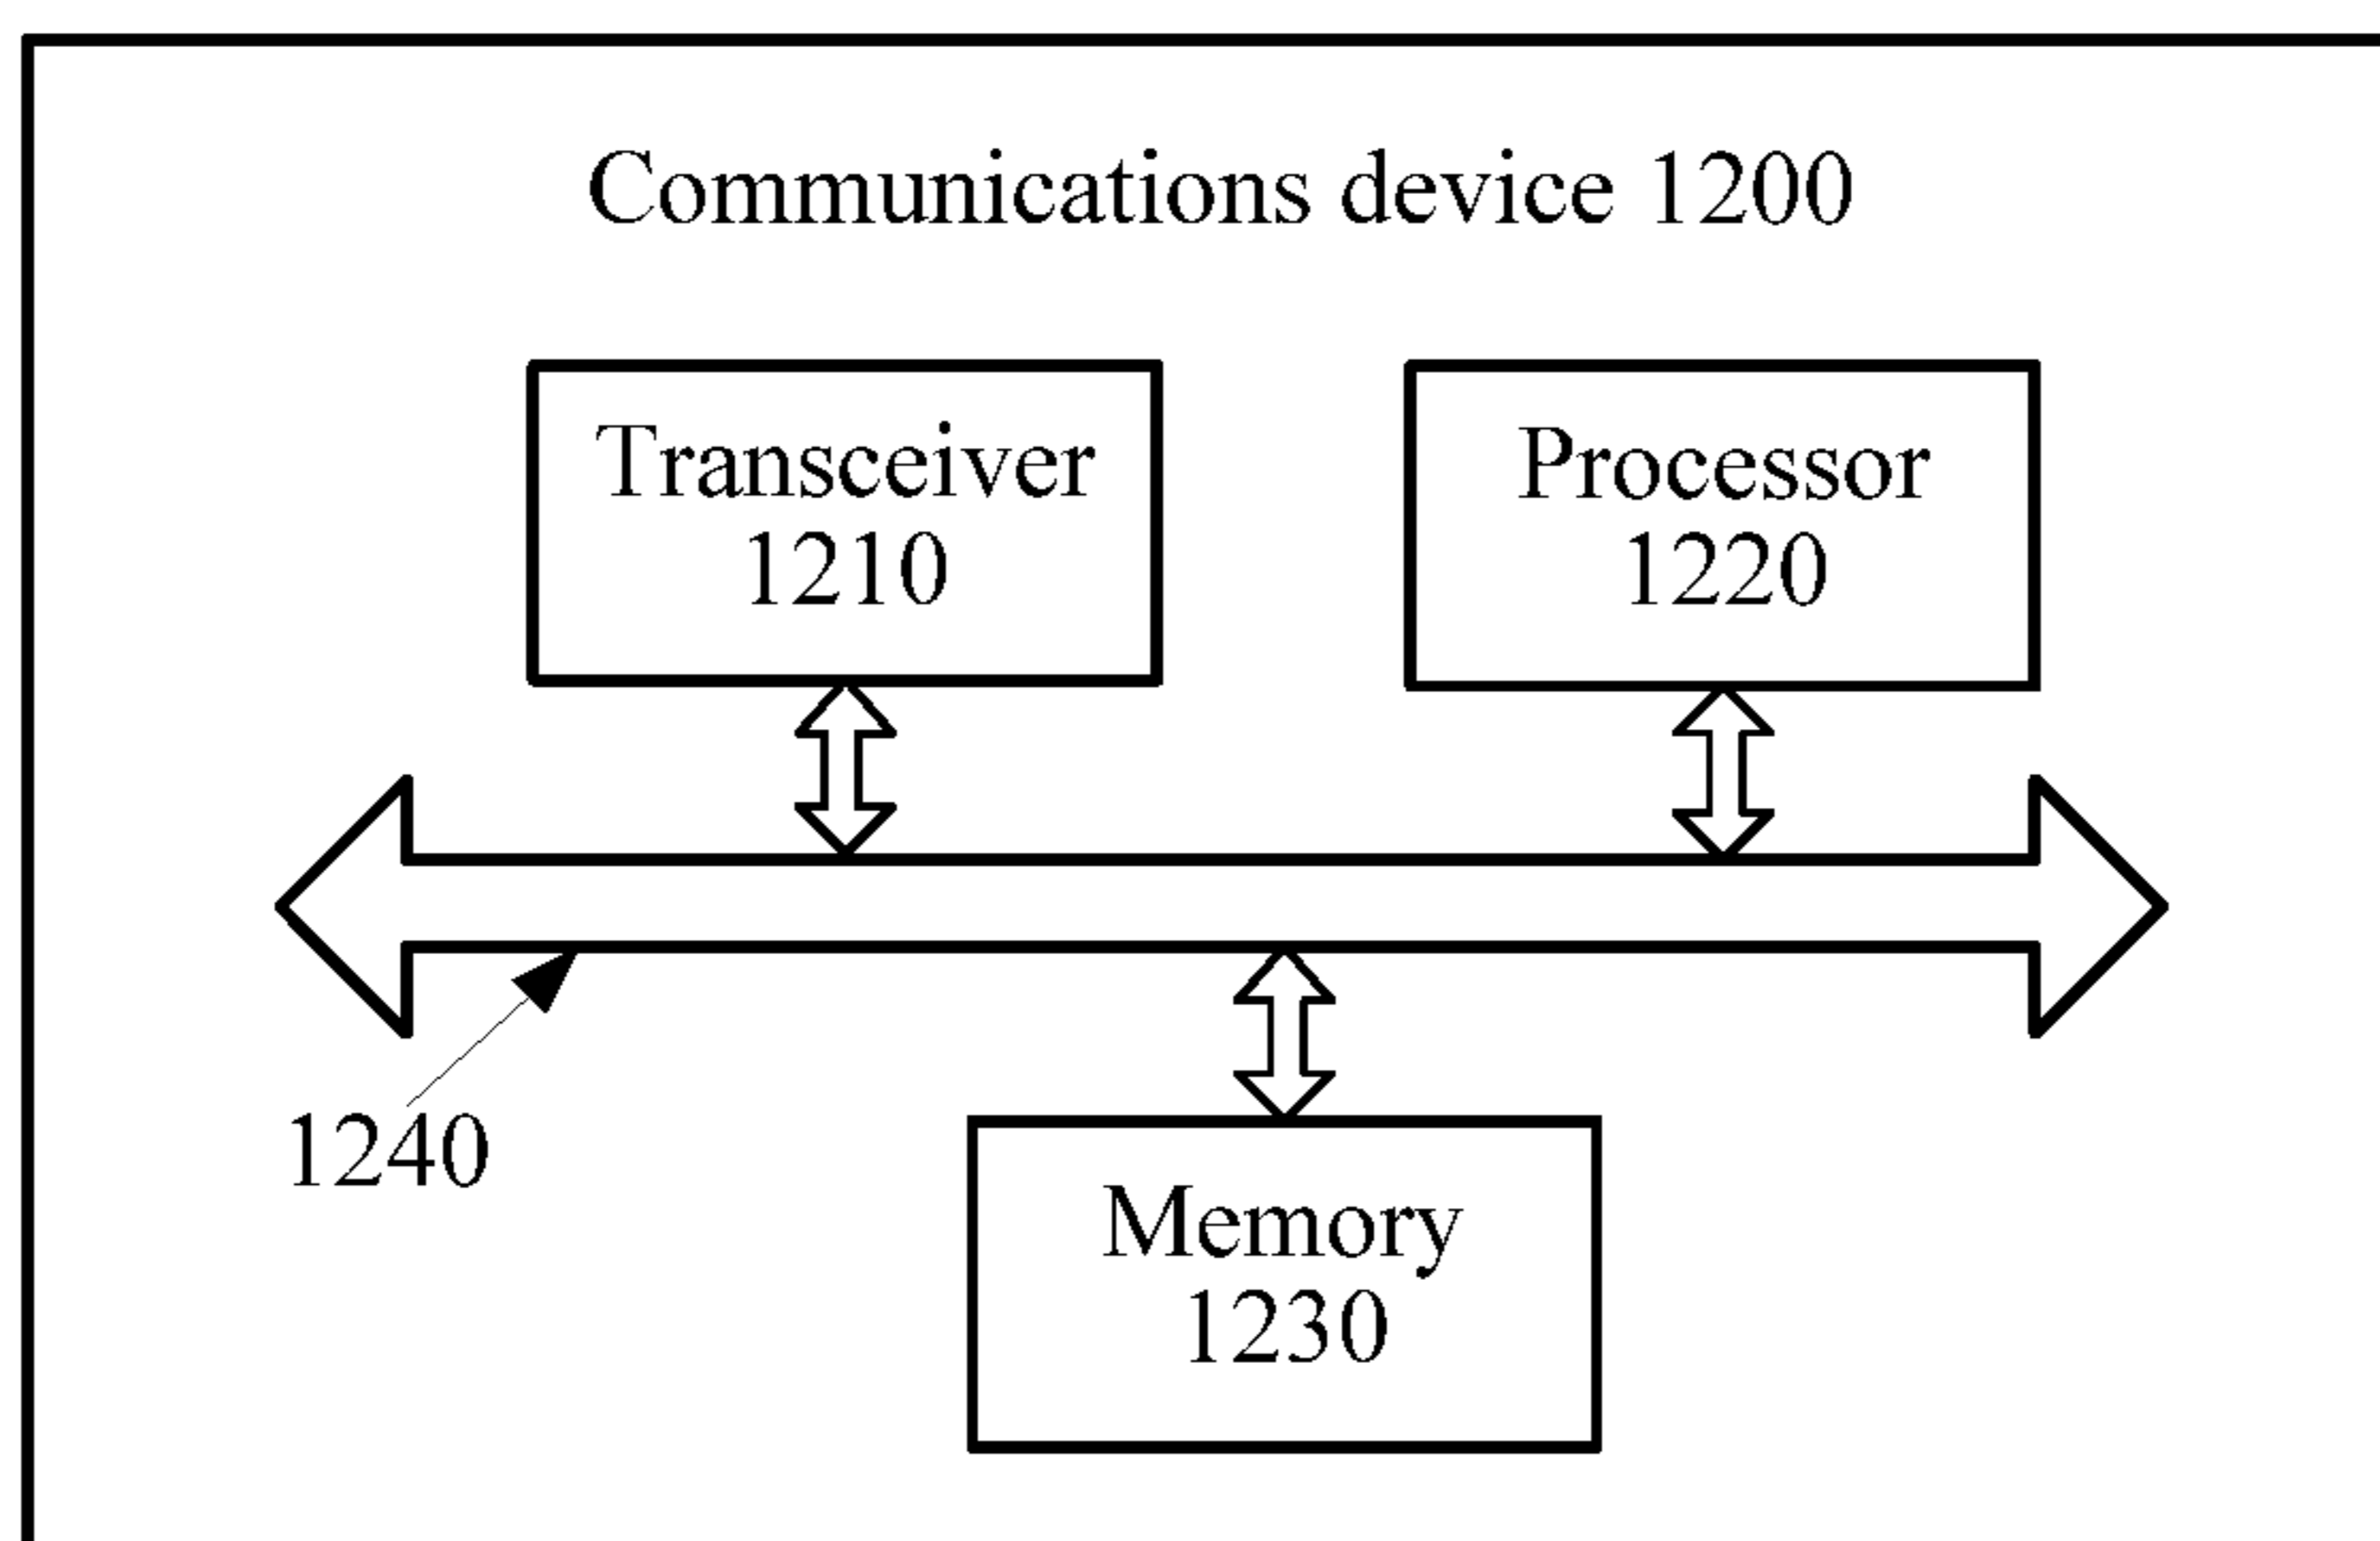 Communications device 1200
Transceiver
1210
Processor
1220
1240
Memory
1230